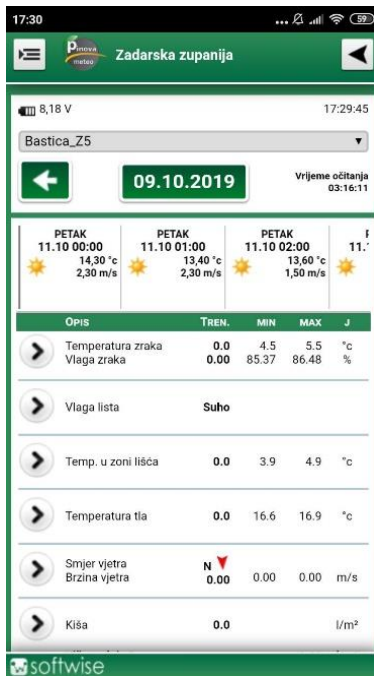 17:30
... 59
Pinova
meteo
Zadarska zupanija
8,18 V 17:29:45
Bastica_Z5
09.10.2019
Vrijeme očitanja
03:16:11
PETAK PETAK PETAK
11.10 00:00 11.10 01:00 11.10 02:00 11.
14,30 °c 13,40 °c 13,60 °c
2,30 m/s 2,30 m/s 1,50 m/s
OPIS TREN. MIN MAX J
Temperatura zraka 0.0 4.5 5.5 °c
Vlaga zraka 0.00 85.37 86.48 %
Vlaga lista Suho
Temp. u zoni lišća 0.0 3.9 4.9 °c
Temperatura tla 0.0 16.6 16.9 °c
Smjer vjetra N
Brzina vjetra 0.00 0.00 0.00 m/s
Kiša 0.0 l/m²
softwise